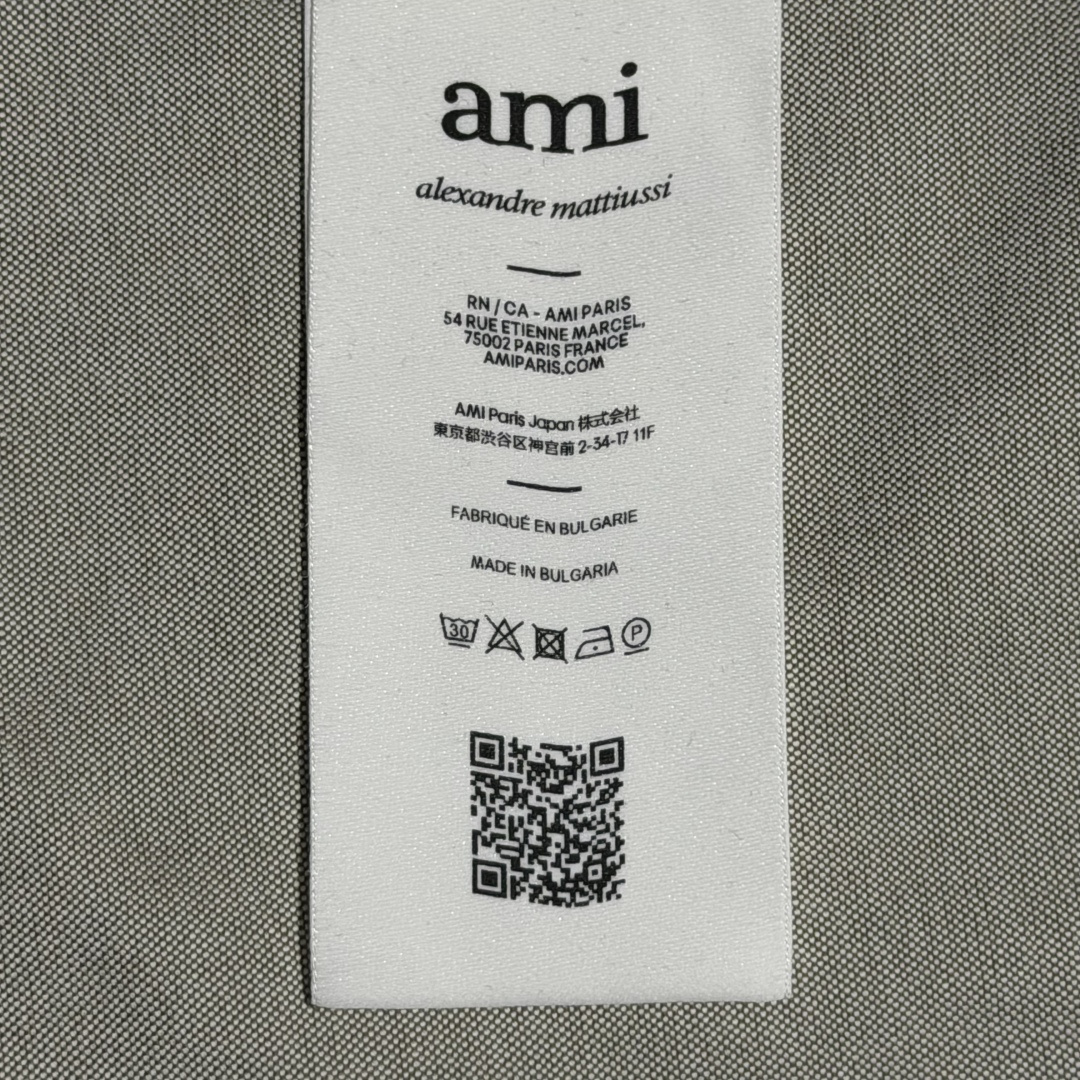 ami
alexandre mattiussi
RN / CA - AMI PARIS
54 RUE ETIENNE MARCEL,
75002 PARIS FRANCE
AMIPARIS.COM
AMI Paris Japan 株式会社
東京都渋谷区神宮前 2-34-17 11F
FABRIQUÉ EN BULGARIE
MADE IN BULGARIA
30
P